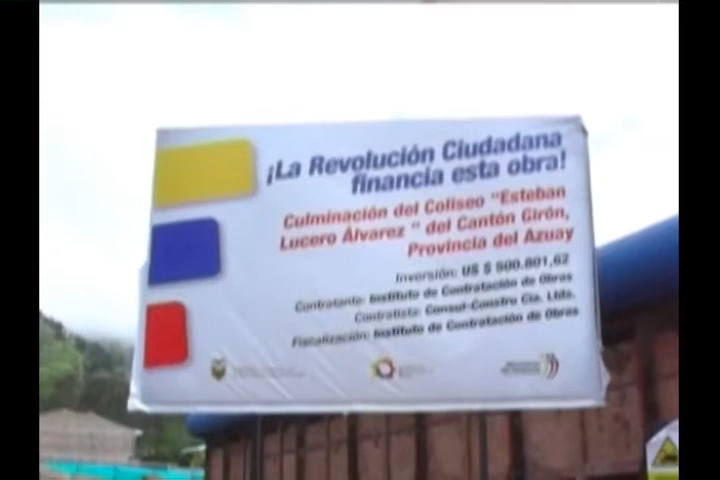 ¡La Revolución Ciudadana
financia esta obra!
Culminación del Coliseo "Esteban
Lucero Álvarez " del Cantón Girón,
Provincia del Azuay
Inversión: US $ 500.801,62
Contratante: Instituto de Contratación de Obras
Contratista: Consul-Constru Cia. Ltda.
Fiscalización: Instituto de Contratación de Obras